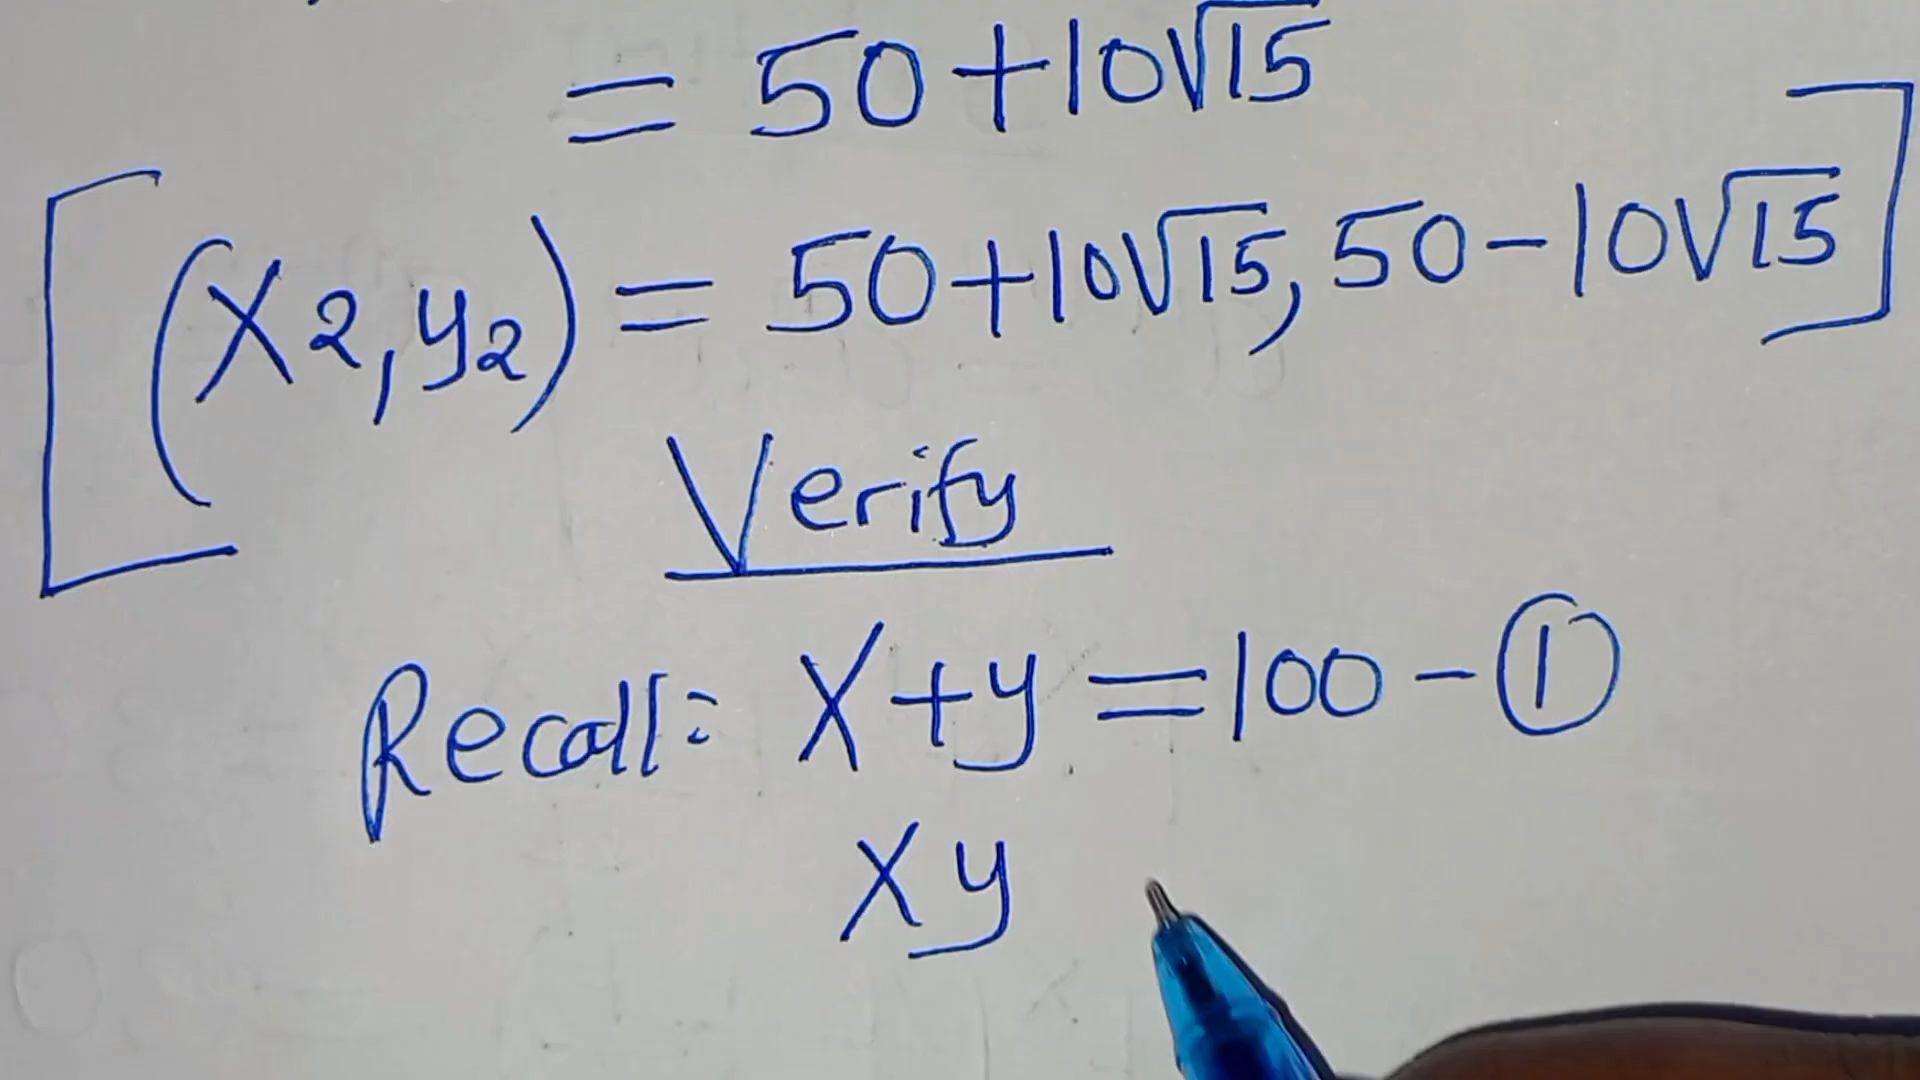 = 50+10√15
(x2,y2) = 50+10√15, 50-10√15
Verify
Recall: x+y=100-①
xy